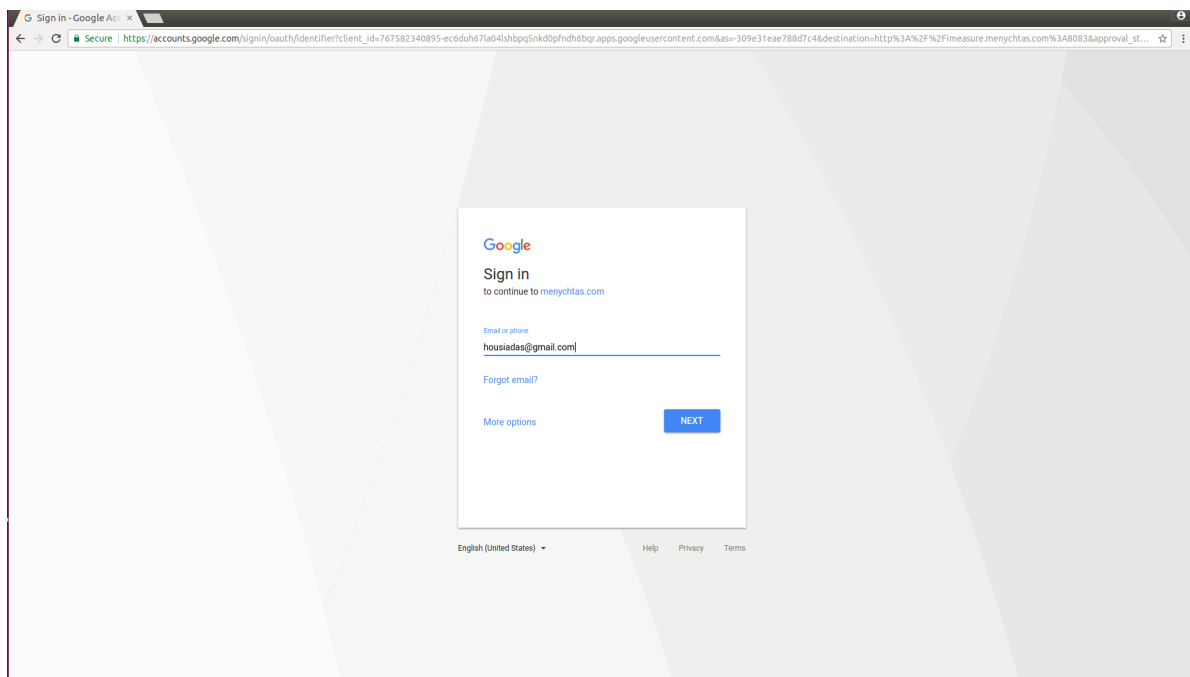 Sign in - Google Acc
Secure | https://accounts.google.com/signin/oauth/identifier?client_id=767582340895-ec6duh67la04lshbpq5nkd0pfndh6bqr.apps.googleusercontent.com&as=-309e31eae788d7c4&destination=http%3A%2F%2Fimeasure.menychtas.com%3A8083&approval_st...
Google
Sign in
to continue to menychtas.com
Email or phone
housiadas@gmail.com
Forgot email?
More options NEXT
English (United States) Help Privacy Terms